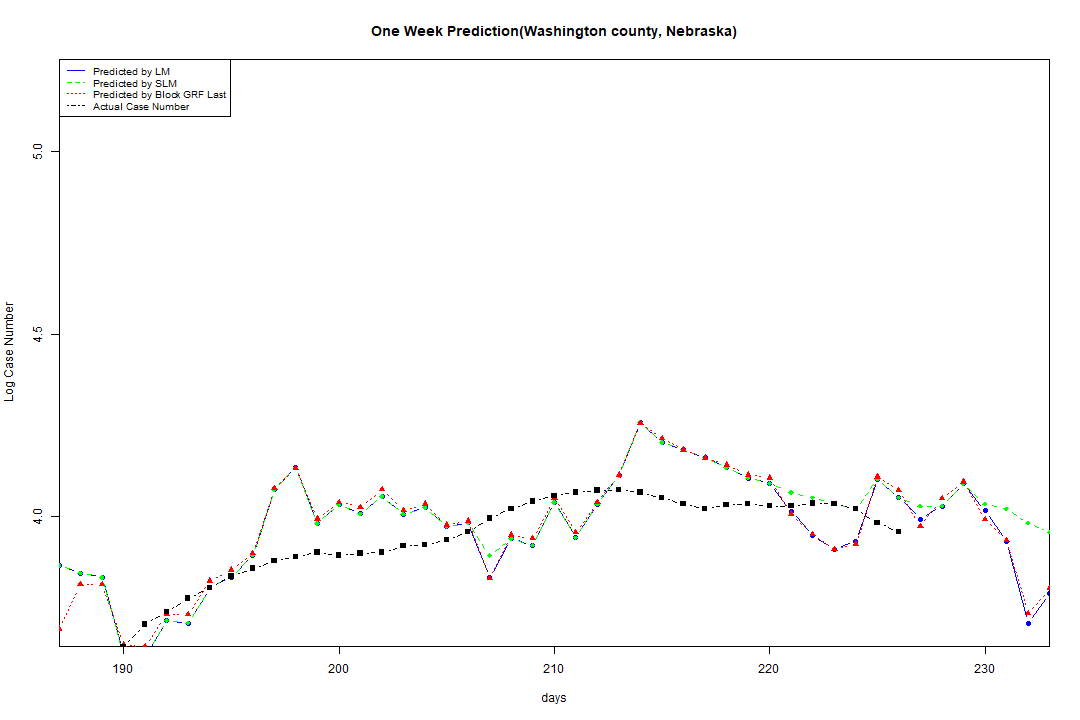 One Week Prediction(Washington county, Nebraska)
Predicted by LM
Predicted by SLM
Predicted by Block GRF Last
Actual Case Number
Log Case Number
5.0
4.5
4.0
190 200 210 220 230
days